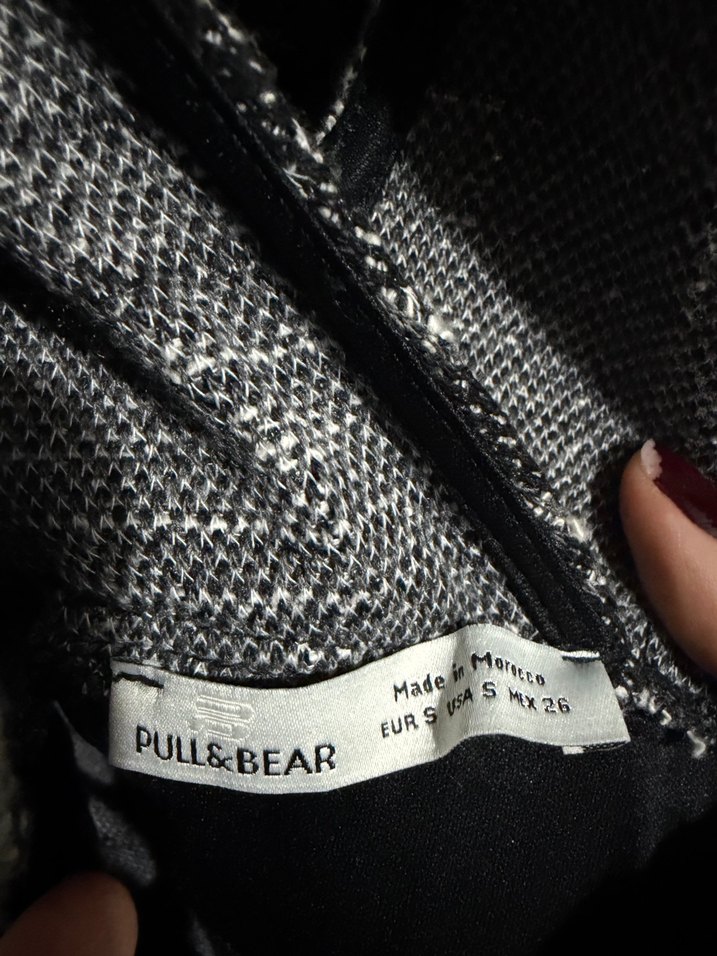 PULL&BEAR
Made in Morocco
EUR S USA S MEX 26